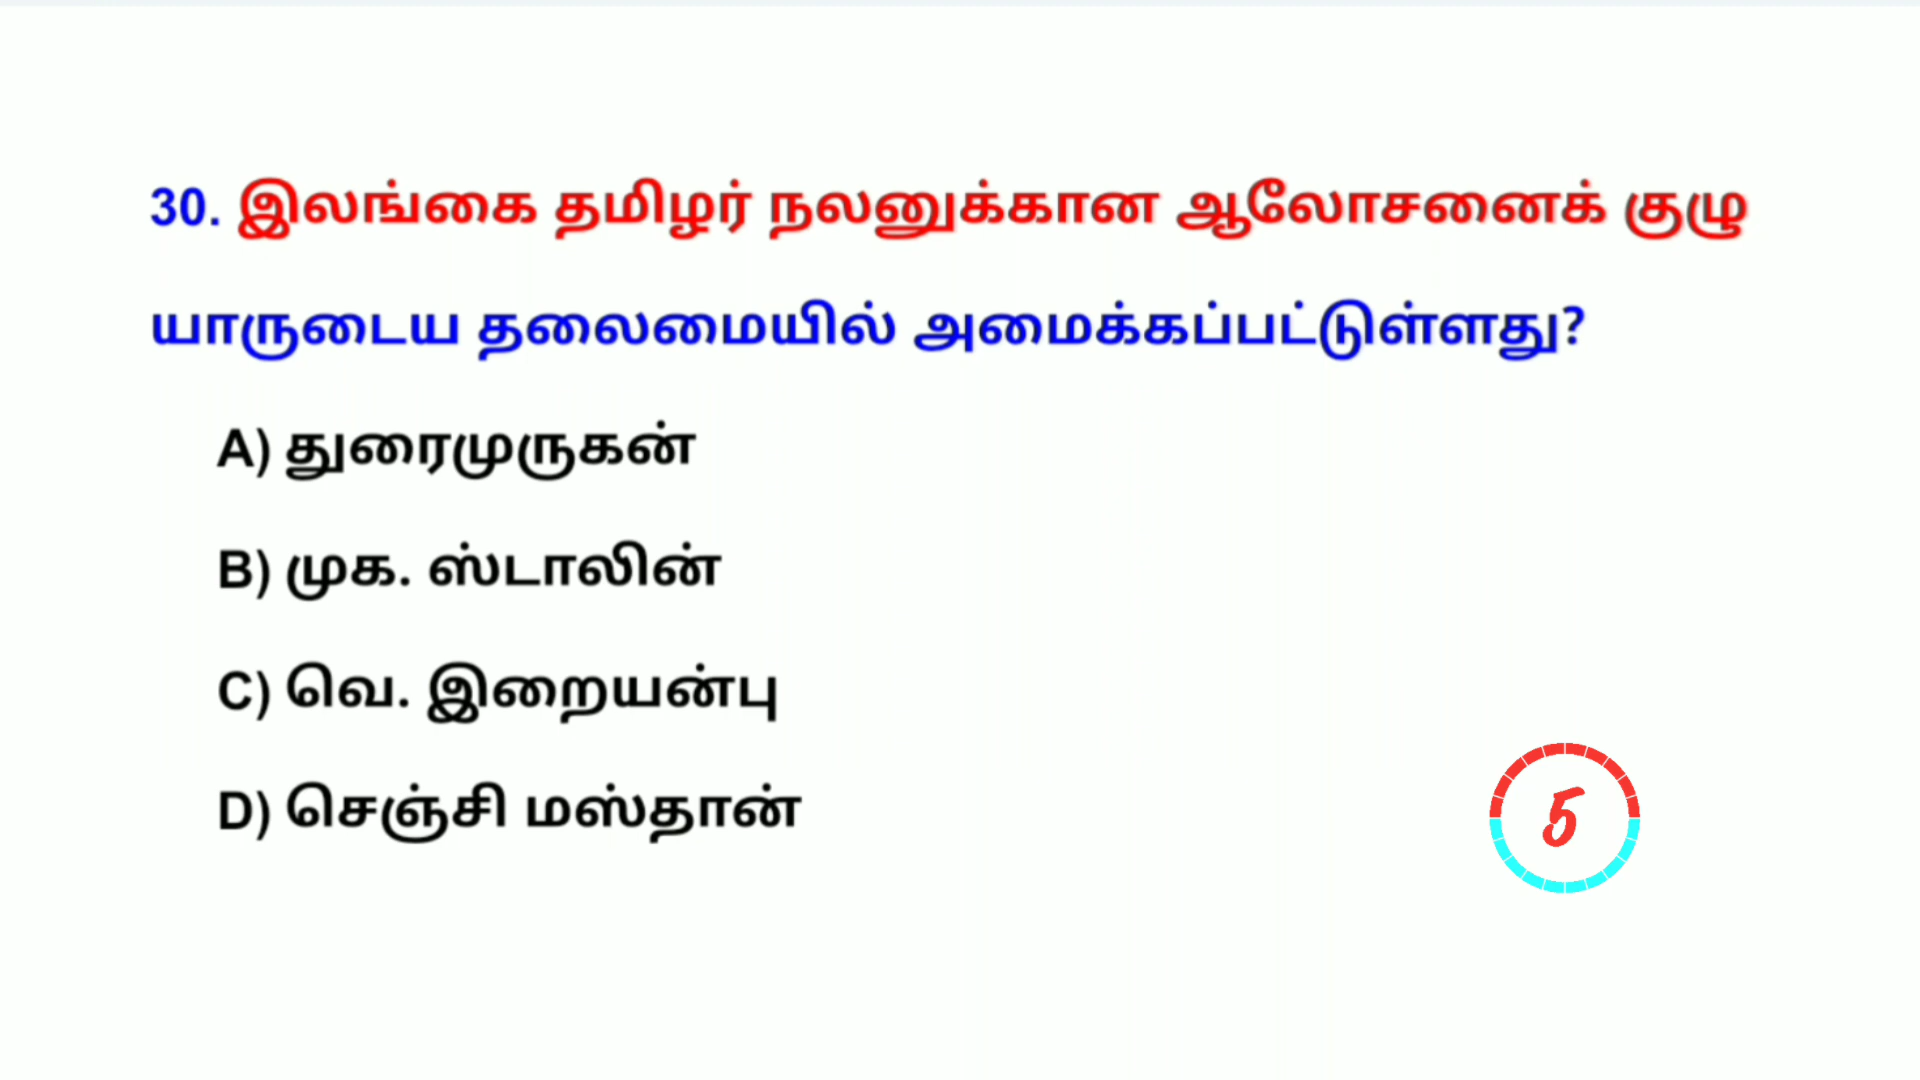 30. இலங்கை தமிழர் நலனுக்கான ஆலோசனைக் குழு
யாருடைய தலைமையில் அமைக்கப்பட்டுள்ளது?
A) துரைமுருகன்
B) முக. ஸ்டாலின்
C) வெ. இறையன்பு
D) செஞ்சி மஸ்தான்
5